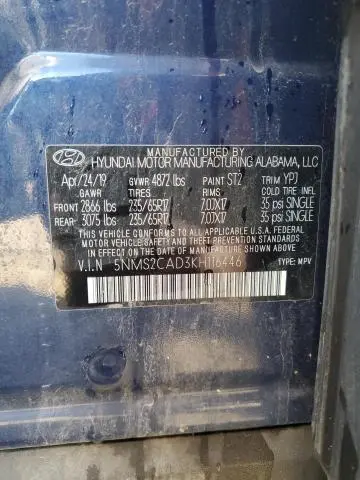 MANUFACTURED BY
HYUNDAI MOTOR MANUFACTURING ALABAMA, LLC
Apr/24/19 GVWR 4872 lbs PAINT ST2 TRIM YPJ
GAWR TIRES RIMS COLD TIRE INFL
FRONT 2866 lbs 235/65R17 7.0JX17 35 psi SINGLE
REAR 3075 lbs 235/65R17 7.0JX17 35 psi SINGLE
THIS VEHICLE CONFORMS TO ALL APPLICABLE U.S.A. FEDERAL
MOTOR VEHICLE SAFETY, BUMPER, AND THEFT PREVENTION
STANDARDS IN EFFECT ON THE DATE OF MANUFACTURE SHOWN ABOVE.
V.I.N 5NMS2CAD3KH116446 TYPE: MPV